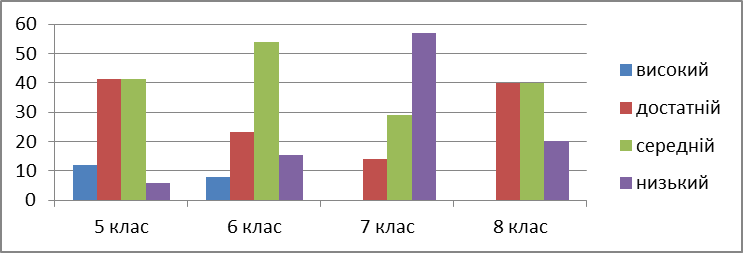 60
50
40
30
20
10
0
5 клас
6 клас
7 клас
8 клас
високий
достатній
середній
низький